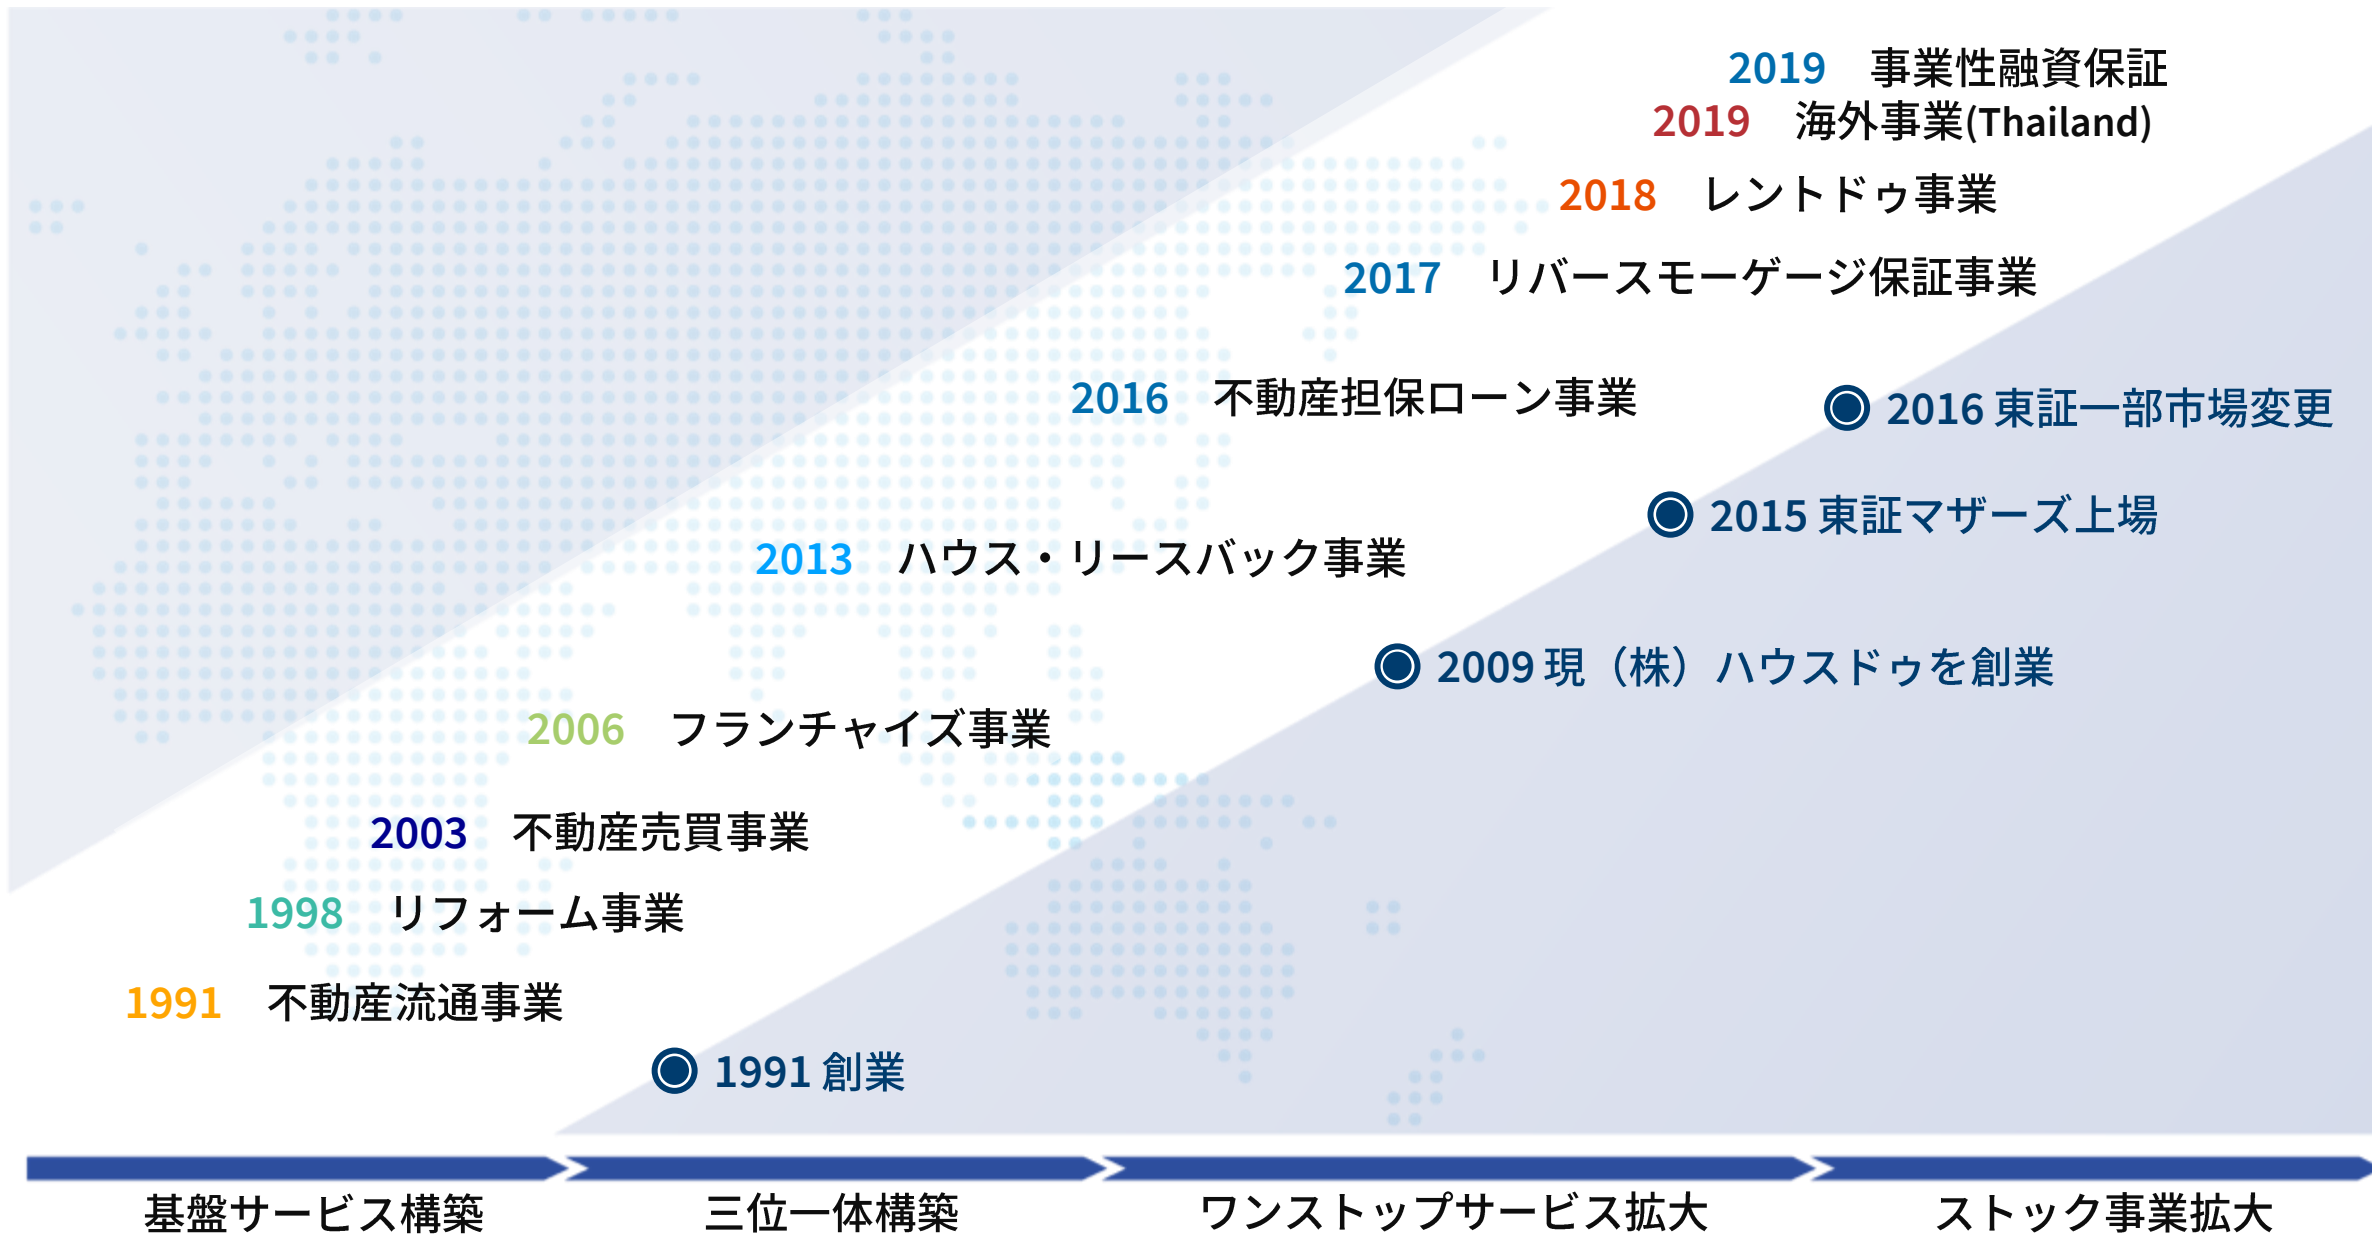 2019 事業性融資保証
2019 海外事業(Thailand)
2018 レントドゥ事業
2017 リバースモーゲージ保証事業
2016 不動産担保ローン事業
2016 東証一部市場変更
2015 東証マザーズ上場
2013 ハウス・リースバック事業
2009 現（株）ハウスドゥを創業
2006 フランチャイズ事業
2003 不動産売買事業
1998 リフォーム事業
1991 不動産流通事業
1991 創業
基盤サービス構築
三位一体構築
ワンストップサービス拡大
ストック事業拡大